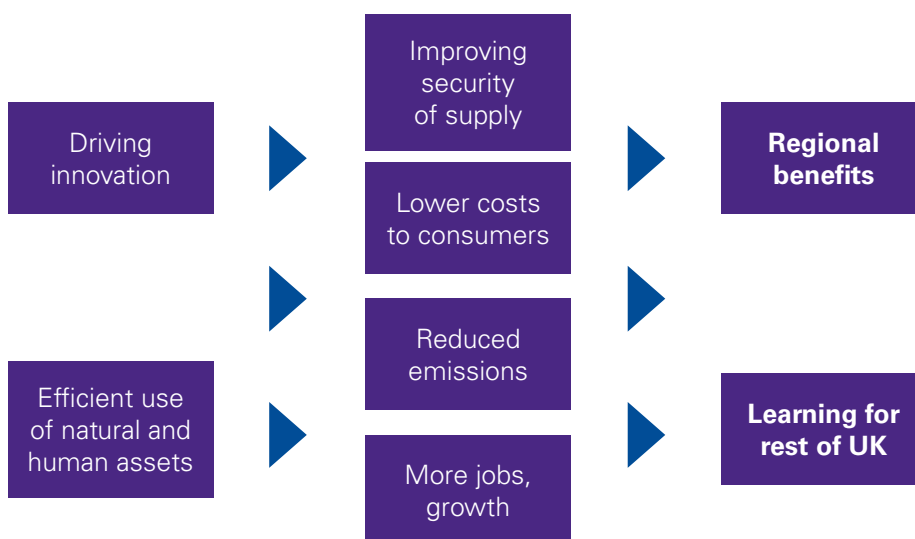 Driving
innovation
Efficient use
of natural and
human assets
Improving
security
of supply
Lower costs
to consumers
Reduced
emissions
More jobs,
growth
Regional
benefits
Learning for
rest of UK